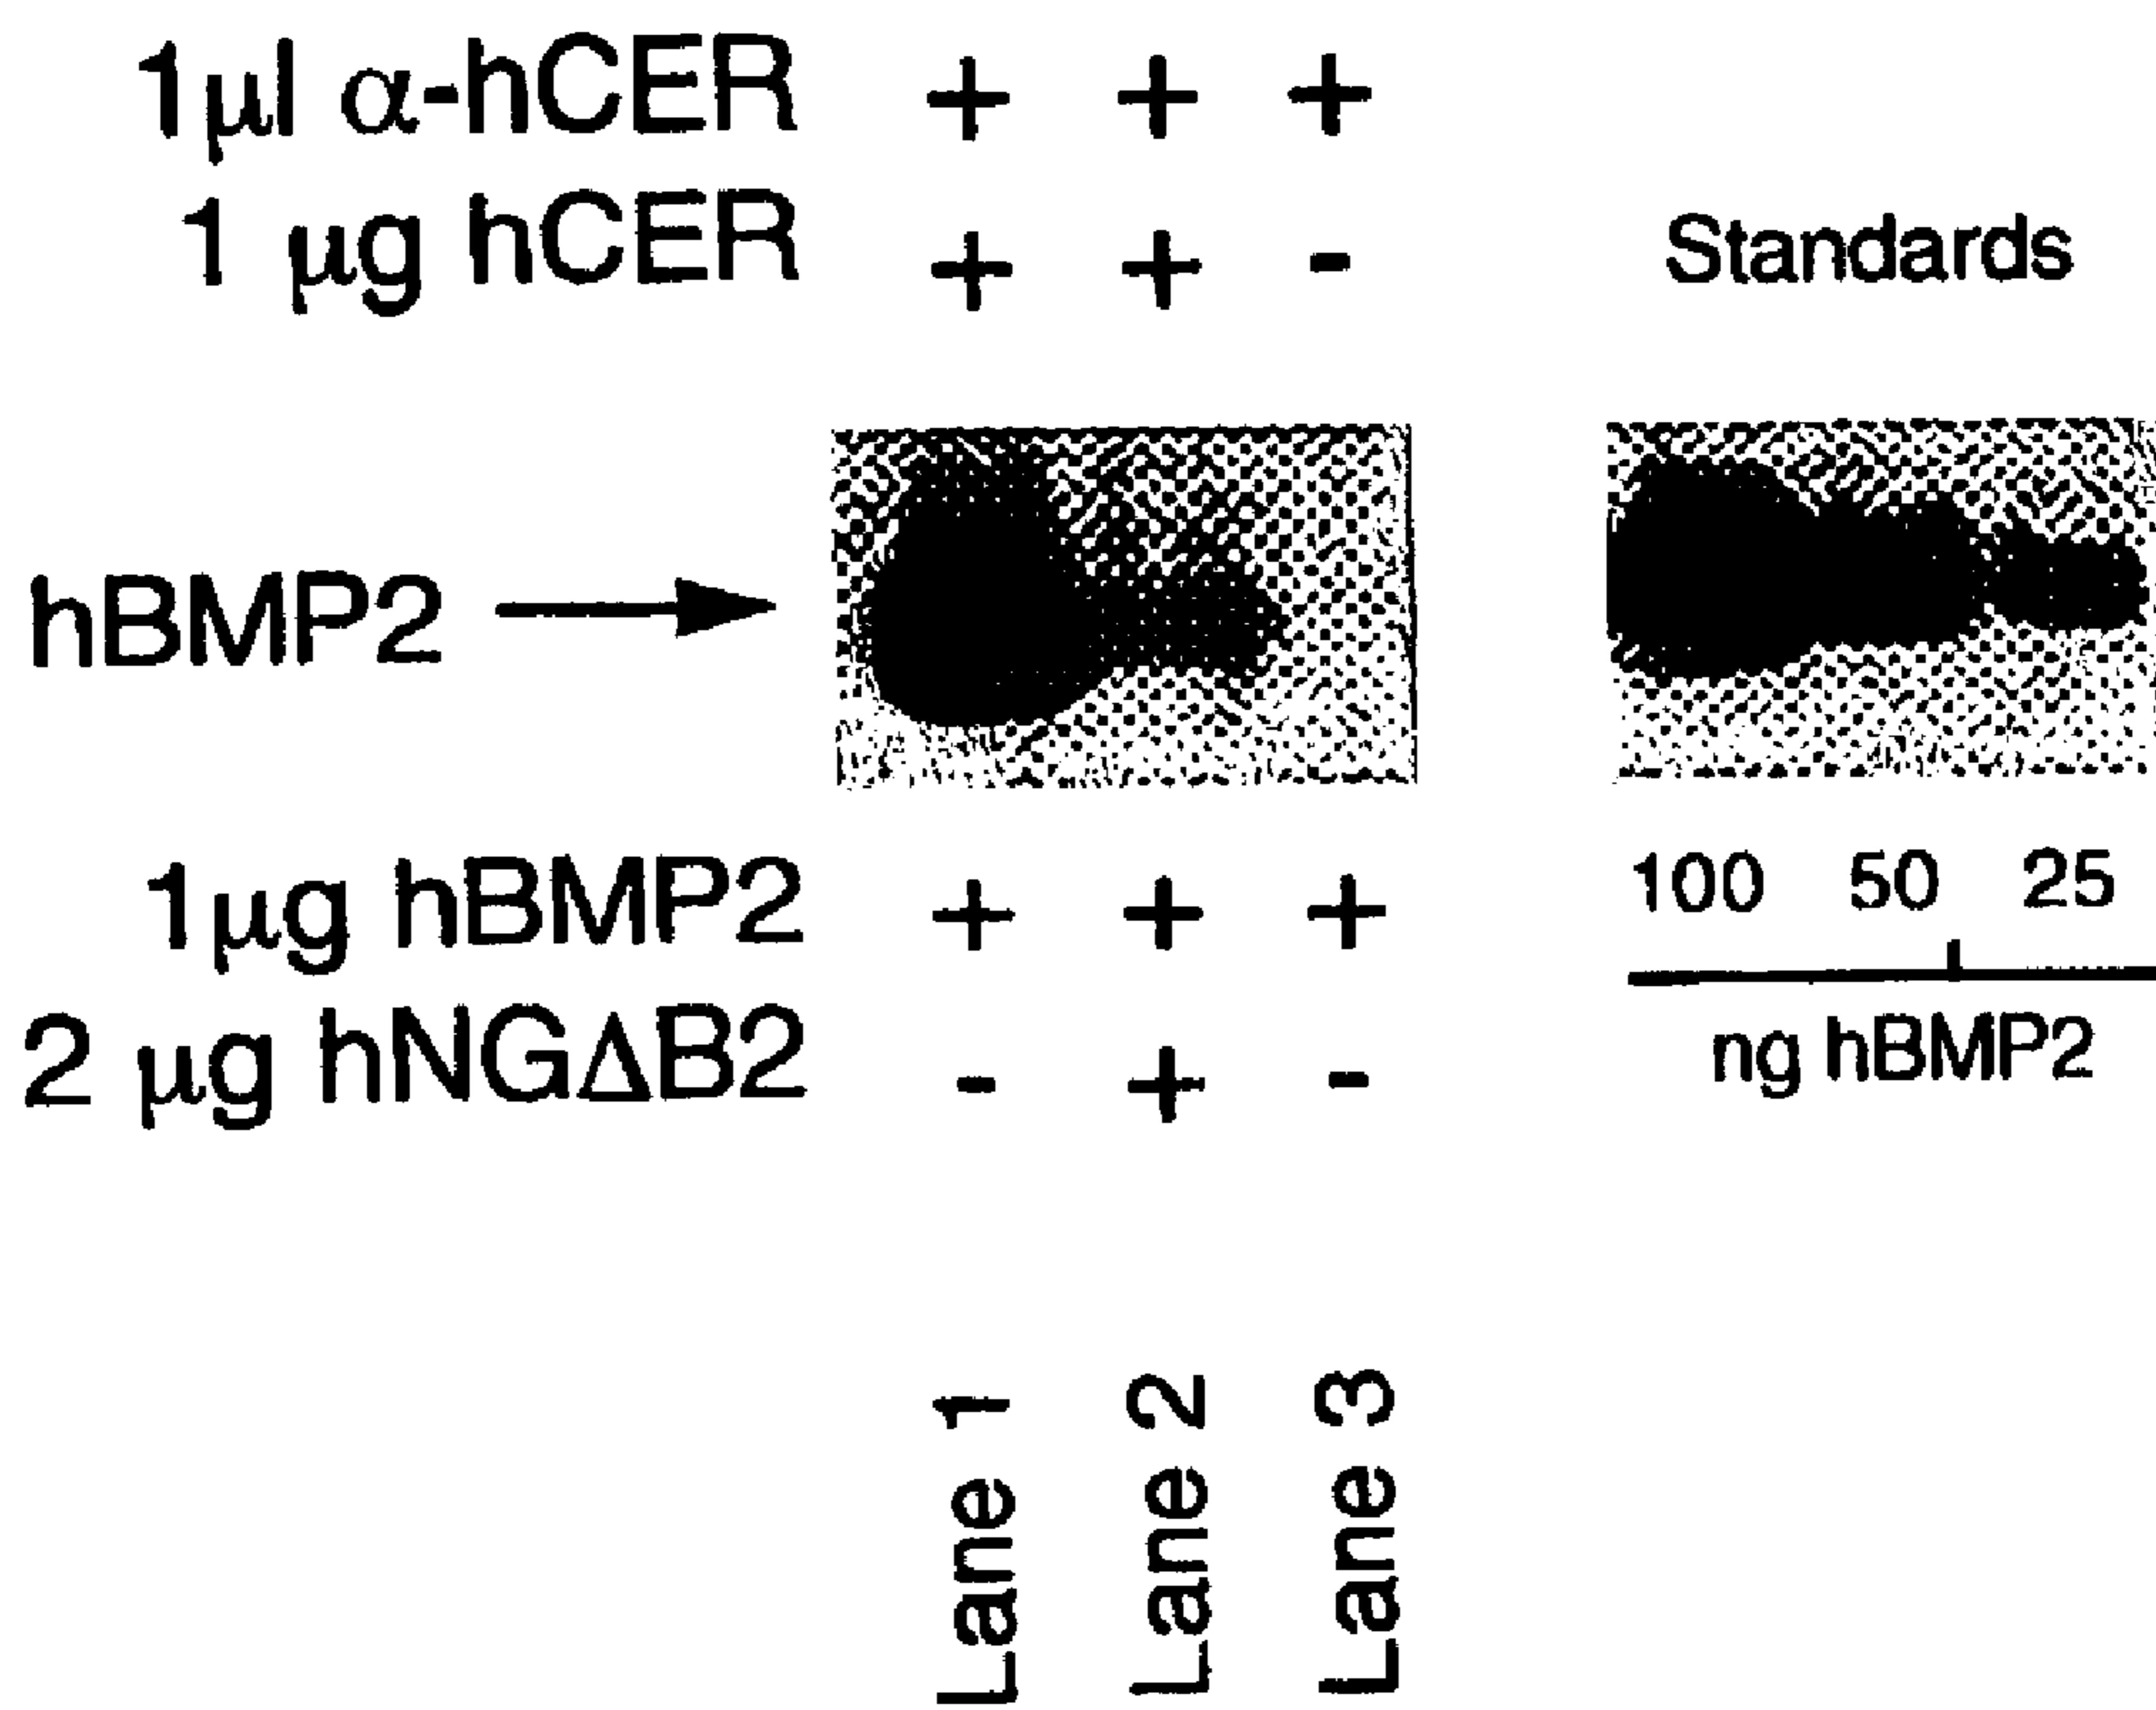 1µl α-hCER + + +
1 µg hCER + + -
Standards
hBMP2
1µg hBMP2 + + +
2 µg hNGΔB2 - + -
100 50 25
ng hBMP2
Lane 1
Lane 2
Lane 3